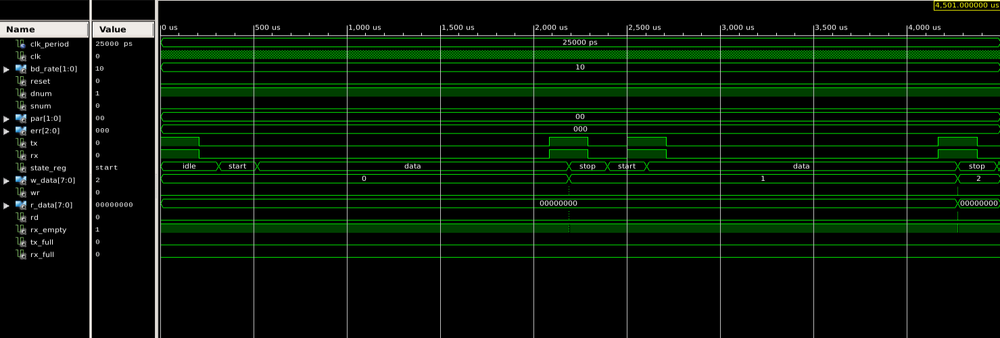 4,501.000000 us
Name Value 0 us 500 us 1,000 us 1,500 us 2,000 us 2,500 us 3,000 us 3,500 us 4,000 us
clk_period 25000 ps 25000 ps
clk 0
bd_rate[1:0] 10 10
reset 0
dnum 1
snum 0
par[1:0] 00 00
err[2:0] 000 000
tx 0
rx 0
state_reg start idle start data stop start data stop
w_data[7:0] 2 0 1 2
wr 0
r_data[7:0] 00000000 00000000 00000000
rd 0
rx_empty 1
tx_full 0
rx_full 0